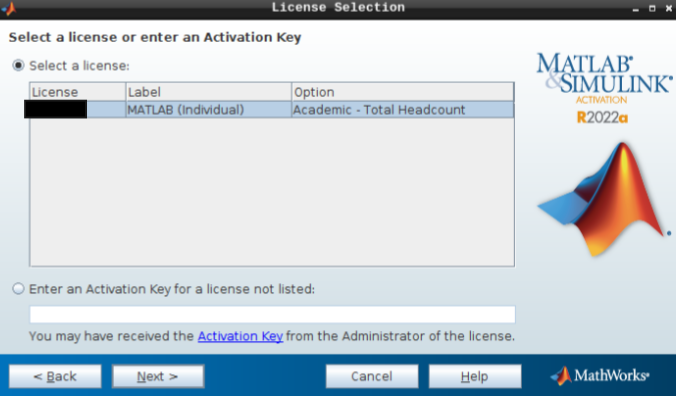 License Selection
Select a license or enter an Activation Key
Select a license:
License Label Option
MATLAB (Individual) Academic - Total Headcount
MATLAB®
&SIMULINK®
ACTIVATION
R2022a
Enter an Activation Key for a license not listed:
You may have received the Activation Key from the Administrator of the license.
< Back Next > Cancel Help MathWorks®